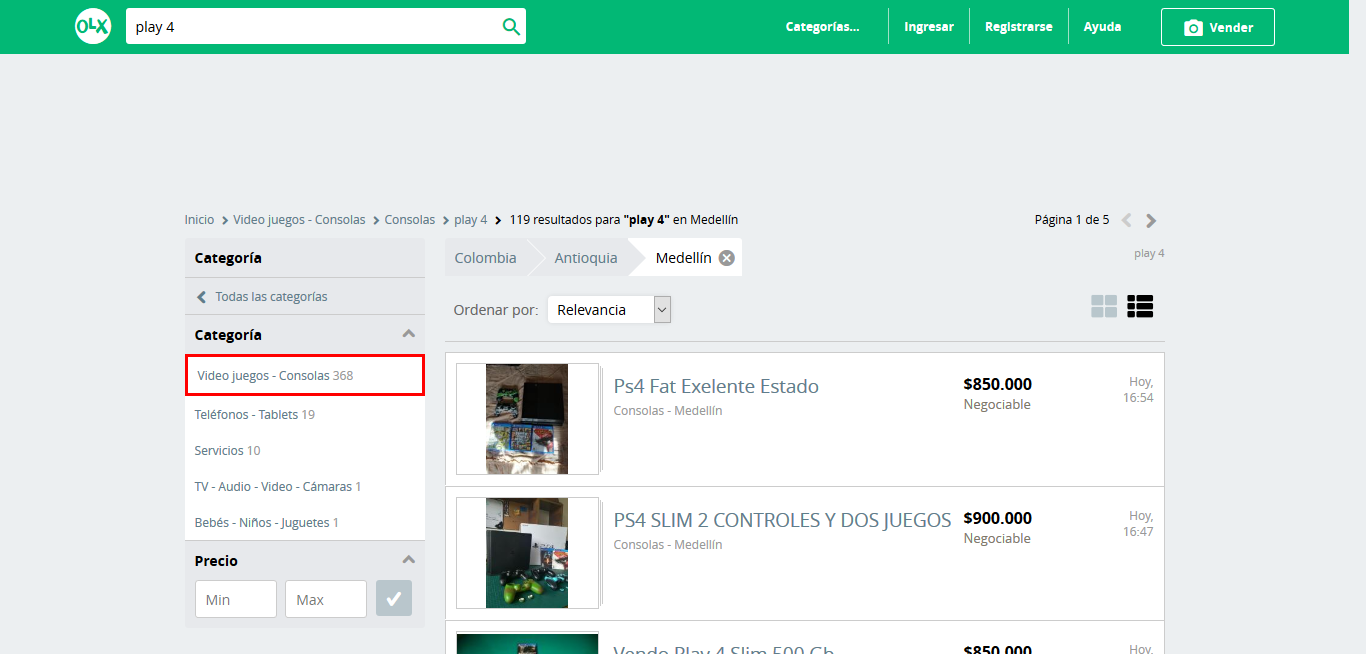 OLX
play 4
Categorías...
Ingresar
Registrarse
Ayuda
Vender
Inicio > Video juegos - Consolas > Consolas > play 4 > 119 resultados para "play 4" en Medellín
Página 1 de 5
Categoría
Todas las categorías
Categoría
Video juegos - Consolas 368
Teléfonos - Tablets 19
Servicios 10
TV - Audio - Video - Cámaras 1
Bebés - Niños - Juguetes 1
Precio
Min
Max
Colombia
Antioquia
Medellín
play 4
Ordenar por:
Relevancia
Ps4 Fat Exelente Estado
Consolas - Medellín
$850.000
Negociable
Hoy,
16:54
PS4 SLIM 2 CONTROLES Y DOS JUEGOS
Consolas - Medellín
$900.000
Negociable
Hoy,
16:47
Vendo Play 4 Slim 500 Gb
$850.000
Hoy,